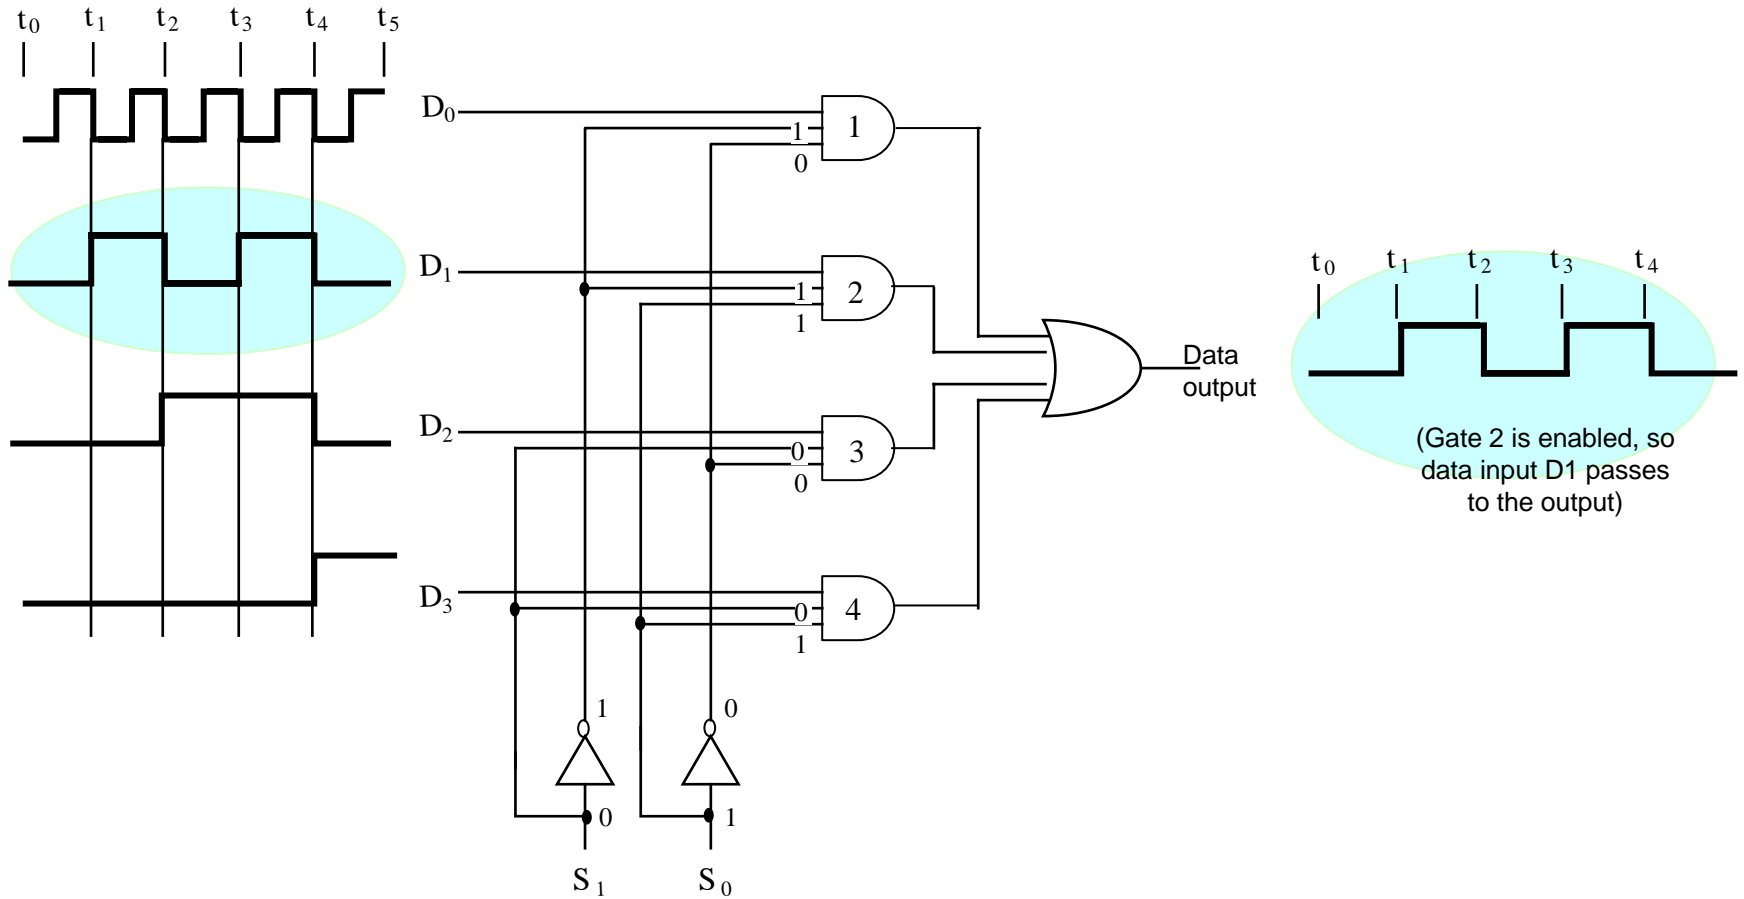 t0 t1 t2 t3 t4 t5
D0
1
1
0
D1
1
2
1
t0 t1 t2 t3 t4
Data
output
D2
0
3
0
(Gate 2 is enabled, so
data input D1 passes
to the output)
D3
0
4
1
1 0
0 1
S1 S0